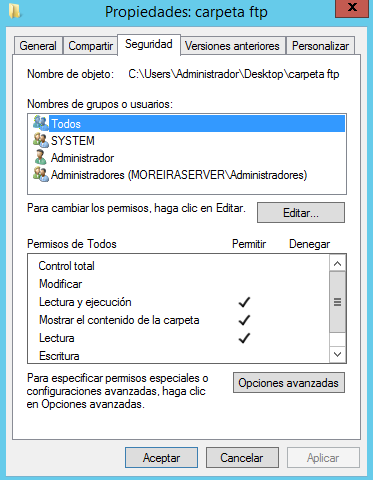 Propiedades: carpeta ftp
General Compartir Seguridad Versiones anteriores Personalizar
Nombre de objeto: C:\Users\Administrador\Desktop\carpeta ftp
Nombres de grupos o usuarios:
Todos
SYSTEM
Administrador
Administradores (MOREIRASERVER\Administradores)
Para cambiar los permisos, haga clic en Editar. Editar...
Permisos de Todos Permitir Denegar
Control total
Modificar
Lectura y ejecución
Mostrar el contenido de la carpeta
Lectura
Escritura
Para especificar permisos especiales o
configuraciones avanzadas, haga clic
en Opciones avanzadas.
Opciones avanzadas
Aceptar Cancelar Aplicar